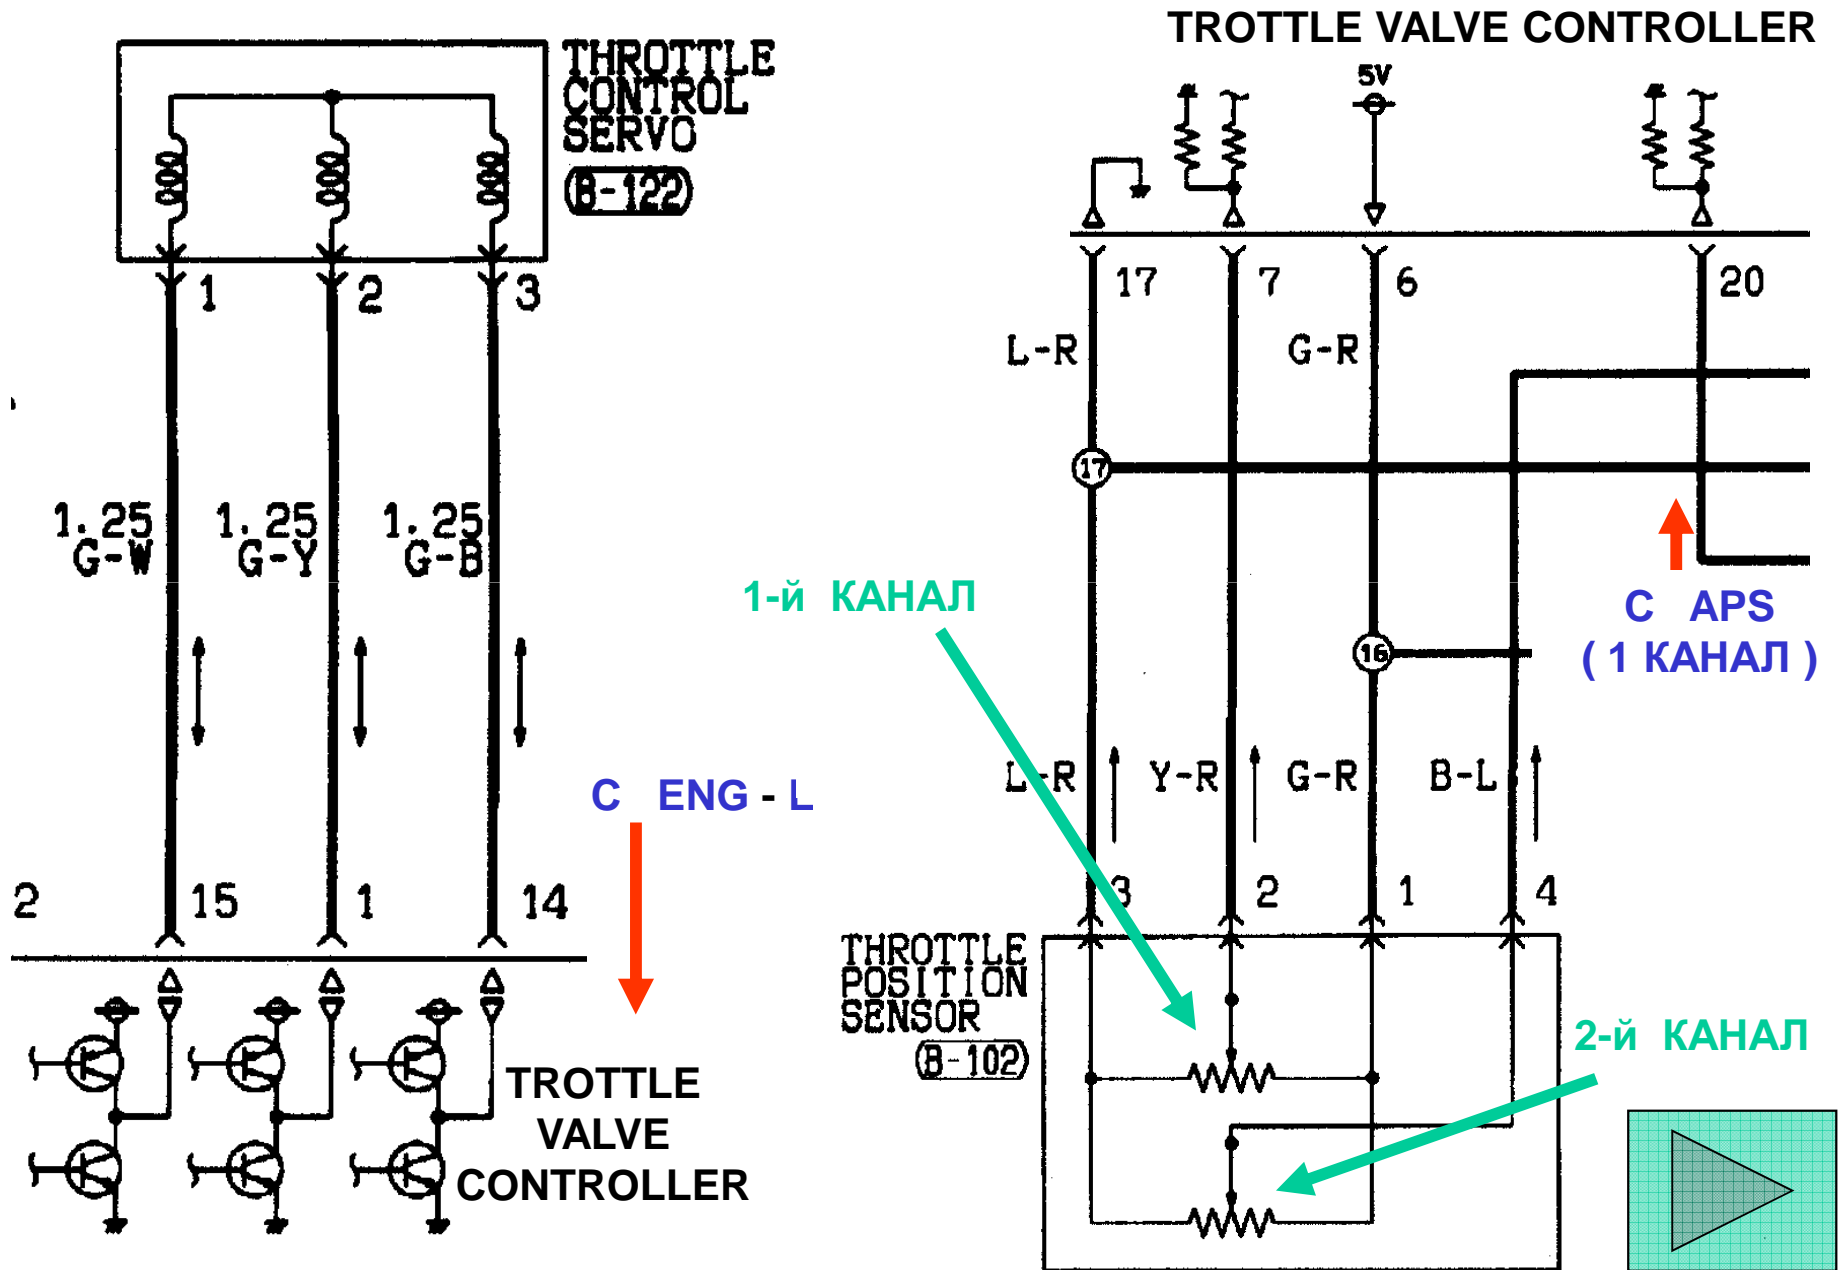 TROTTLE VALVE CONTROLLER
THROTTLE
CONTROL
SERVO
(B-122)
5V
1
2
3
17
7
6
20
L-R
G-R
17
1.25
G-W
1.25
G-Y
1.25
G-B
1-й КАНАЛ
С APS
( 1 КАНАЛ )
16
L-R
Y-R
G-R
B-L
С ENG - L
2
15
1
14
3
2
1
4
THROTTLE
POSITION
SENSOR
(B-102)
2-й КАНАЛ
TROTTLE
VALVE
CONTROLLER